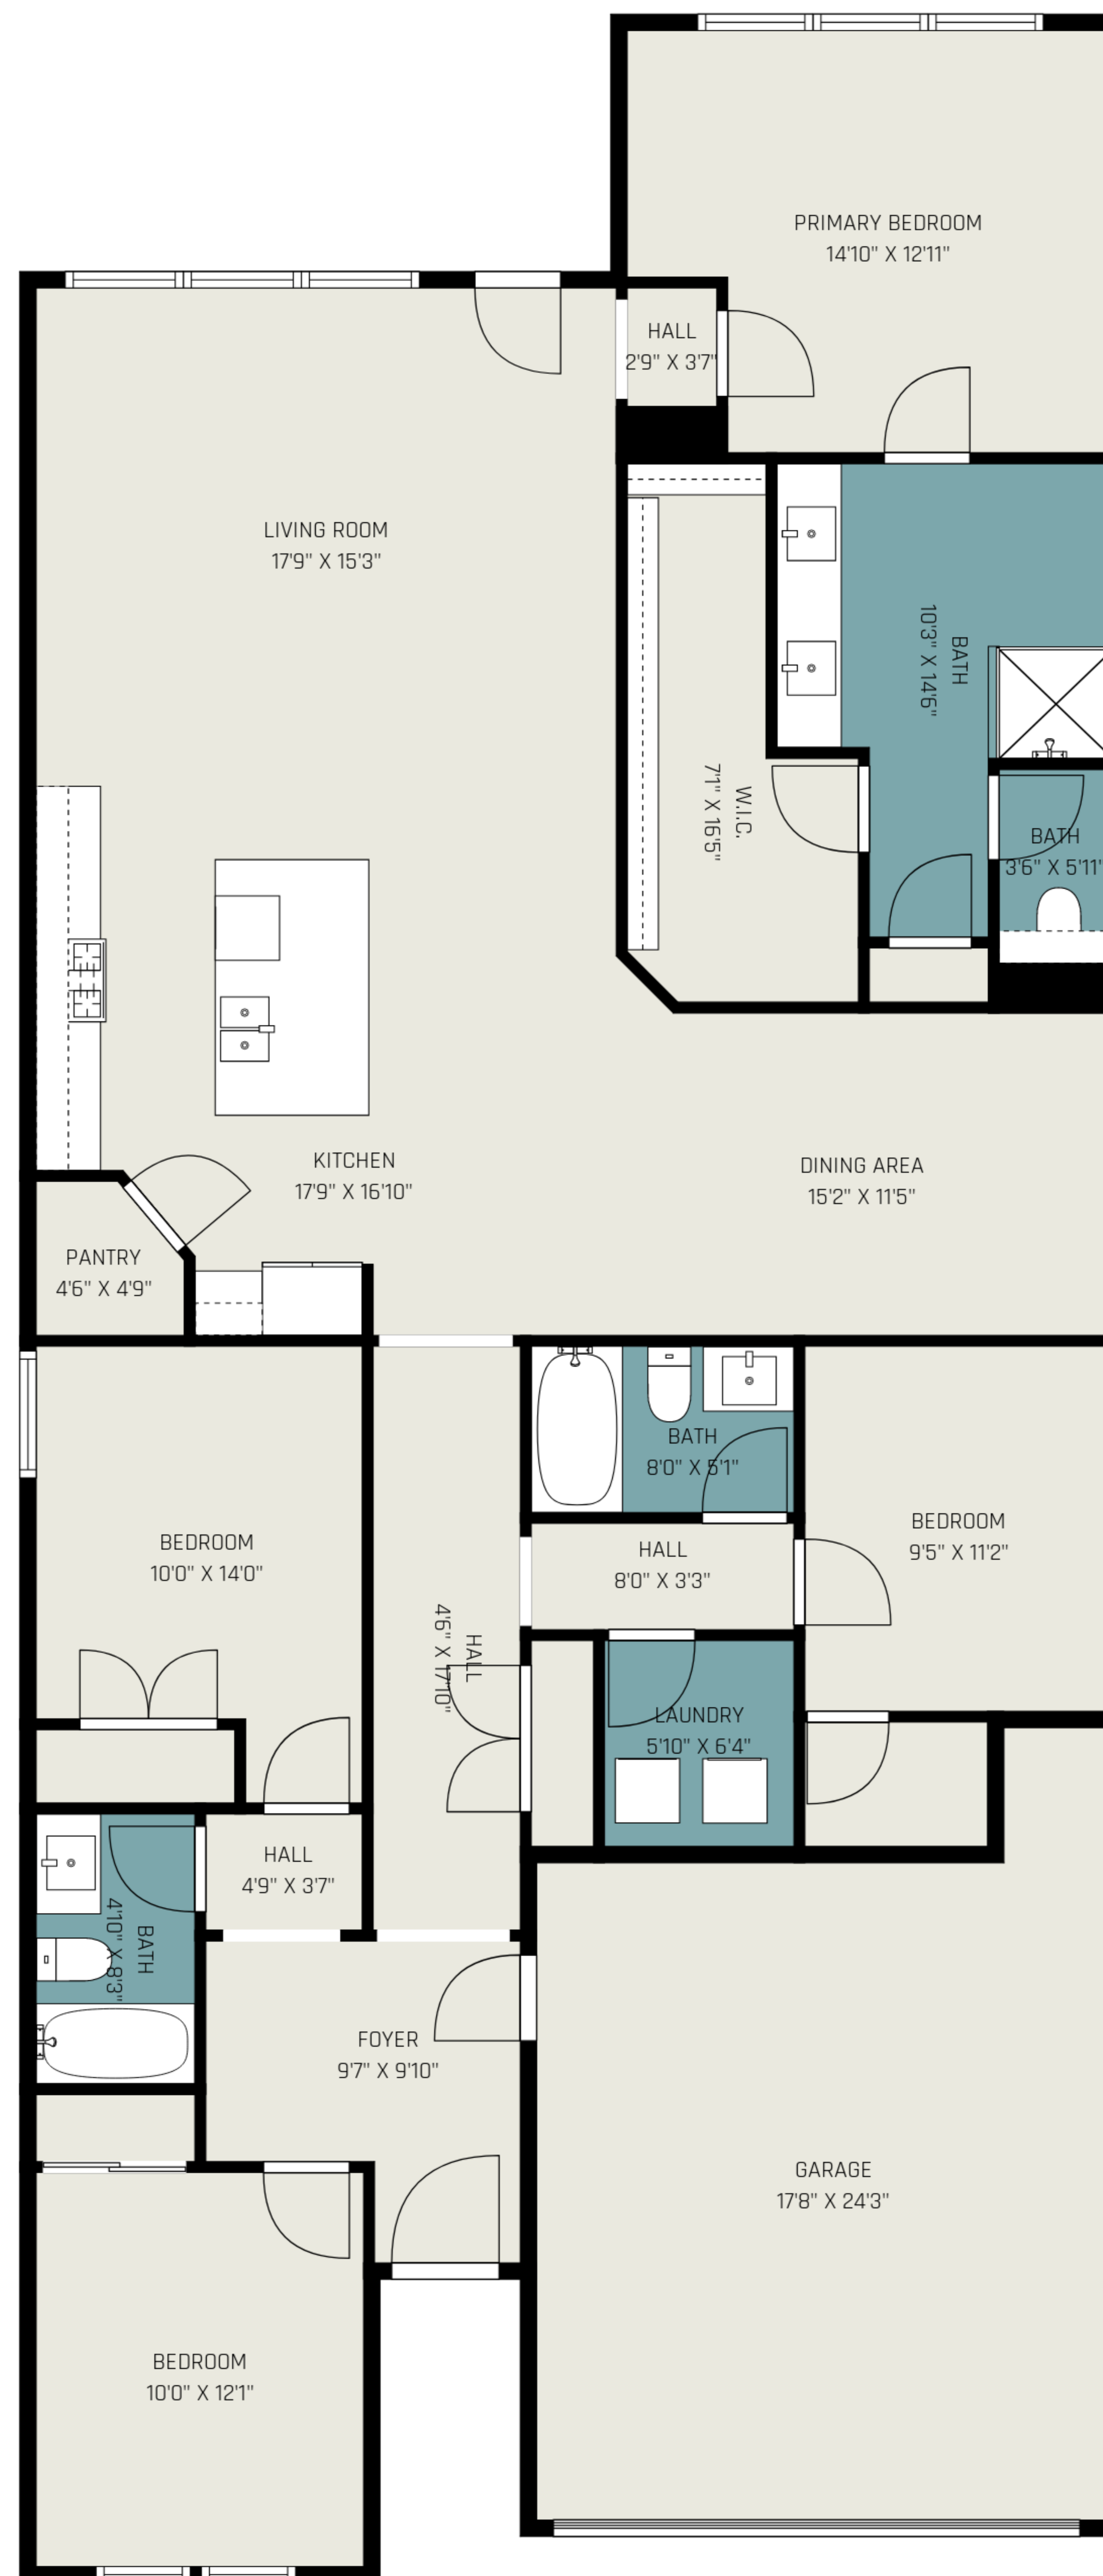 PRIMARY BEDROOM
14'10" X 12'11"
HALL
2'9" X 3'7"
LIVING ROOM
17'9" X 15'3"
BATH
10'3" X 14'6"
W.I.C.
7'1" X 16'5"
BATH
3'6" X 5'11"
KITCHEN
17'9" X 16'10"
DINING AREA
15'2" X 11'5"
PANTRY
4'6" X 4'9"
BATH
8'0" X 5'1"
BEDROOM
10'0" X 14'0"
HALL
8'0" X 3'3"
BEDROOM
9'5" X 11'2"
HALL
4'6" X 17'10"
LAUNDRY
5'10" X 6'4"
HALL
4'9" X 3'7"
BATH
4'10" X 8'3"
FOYER
9'7" X 9'10"
GARAGE
17'8" X 24'3"
BEDROOM
10'0" X 12'1"